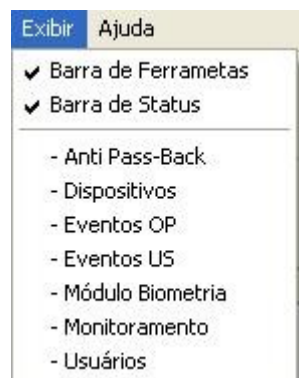 Exibir Ajuda
✔ Barra de Ferrametas
✔ Barra de Status
- Anti Pass-Back
- Dispositivos
- Eventos OP
- Eventos US
- Módulo Biometria
- Monitoramento
- Usuários